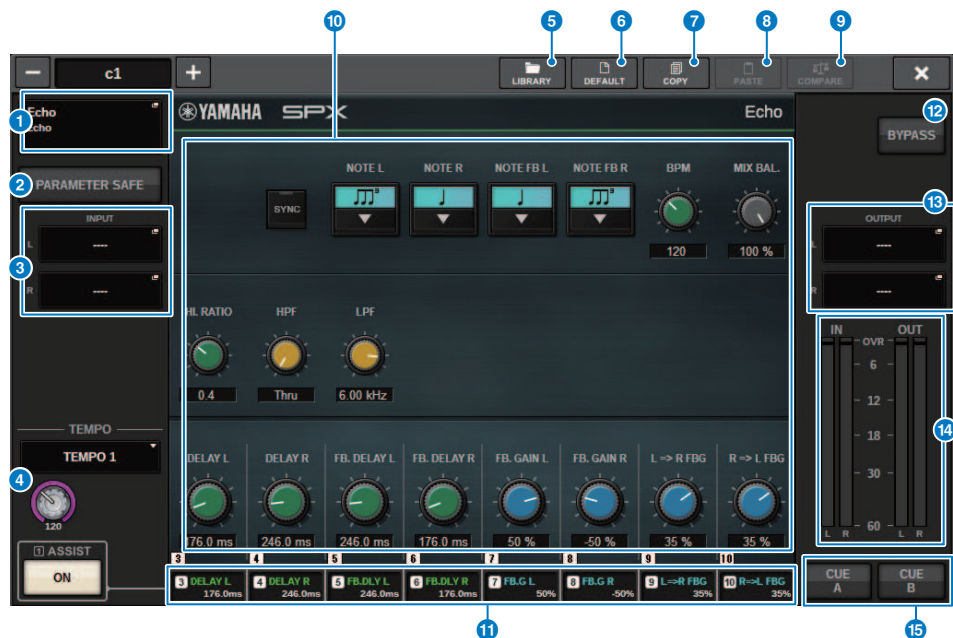 10
5
6
7
8
9
c1
LIBRARY
DEFAULT
COPY
PASTE
COMPARE
1
Echo
Echo
YAMAHA SPX
Echo
12
BYPASS
2
PARAMETER SAFE
NOTE L
NOTE R
NOTE FB L
NOTE FB R
BPM
MIX BAL.
SYNC
3
120
100 %
3
INPUT
L
----
R
----
13
OUTPUT
L
----
R
----
HI. RATIO
HPF
LPF
0.4
Thru
6.00 kHz
IN
OUT
OVR
6
12
18
30
60
L R
L R
14
TEMPO
TEMPO 1
4
120
DELAY L
DELAY R
FB. DELAY L
FB. DELAY R
FB. GAIN L
FB. GAIN R
L => R FBG
R => L FBG
176.0 ms
246.0 ms
246.0 ms
176.0 ms
50 %
-50 %
35 %
35 %
1 ASSIST
ON
3
4
5
6
7
8
9
10
3 DELAY L
176.0ms
4 DELAY R
246.0ms
5 FB.DLY L
246.0ms
6 FB.DLY R
176.0ms
7 FB.G L
50%
8 FB.G R
-50%
9 L=>R FBG
35%
10 R=>L FBG
35%
CUE
A
CUE
B
11
15